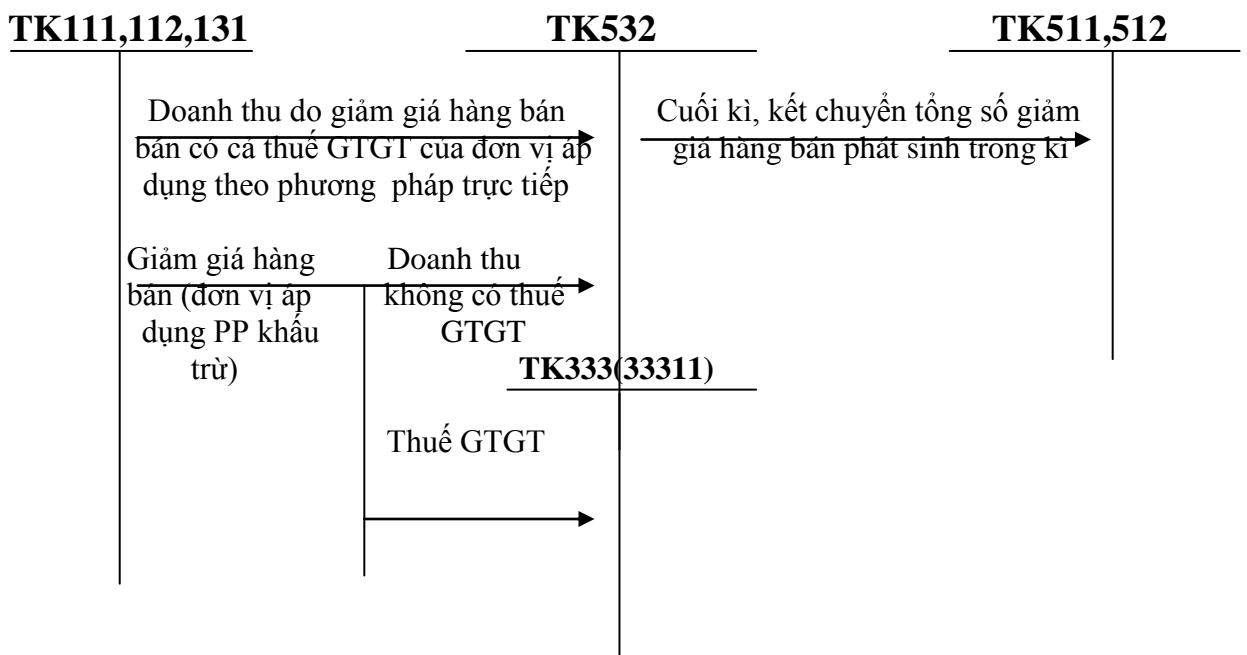 TK111,112,131
TK532
TK511,512
Doanh thu do giảm giá hàng bán
bán có cả thuế GTGT của đơn vị áp
dụng theo phương pháp trực tiếp
Cuối kì, kết chuyển tổng số giảm
giá hàng bán phát sinh trong kì
Giảm giá hàng
bán (đơn vị áp
dụng PP khấu
trừ)
Doanh thu
không có thuế
GTGT
TK333(33311)
Thuế GTGT